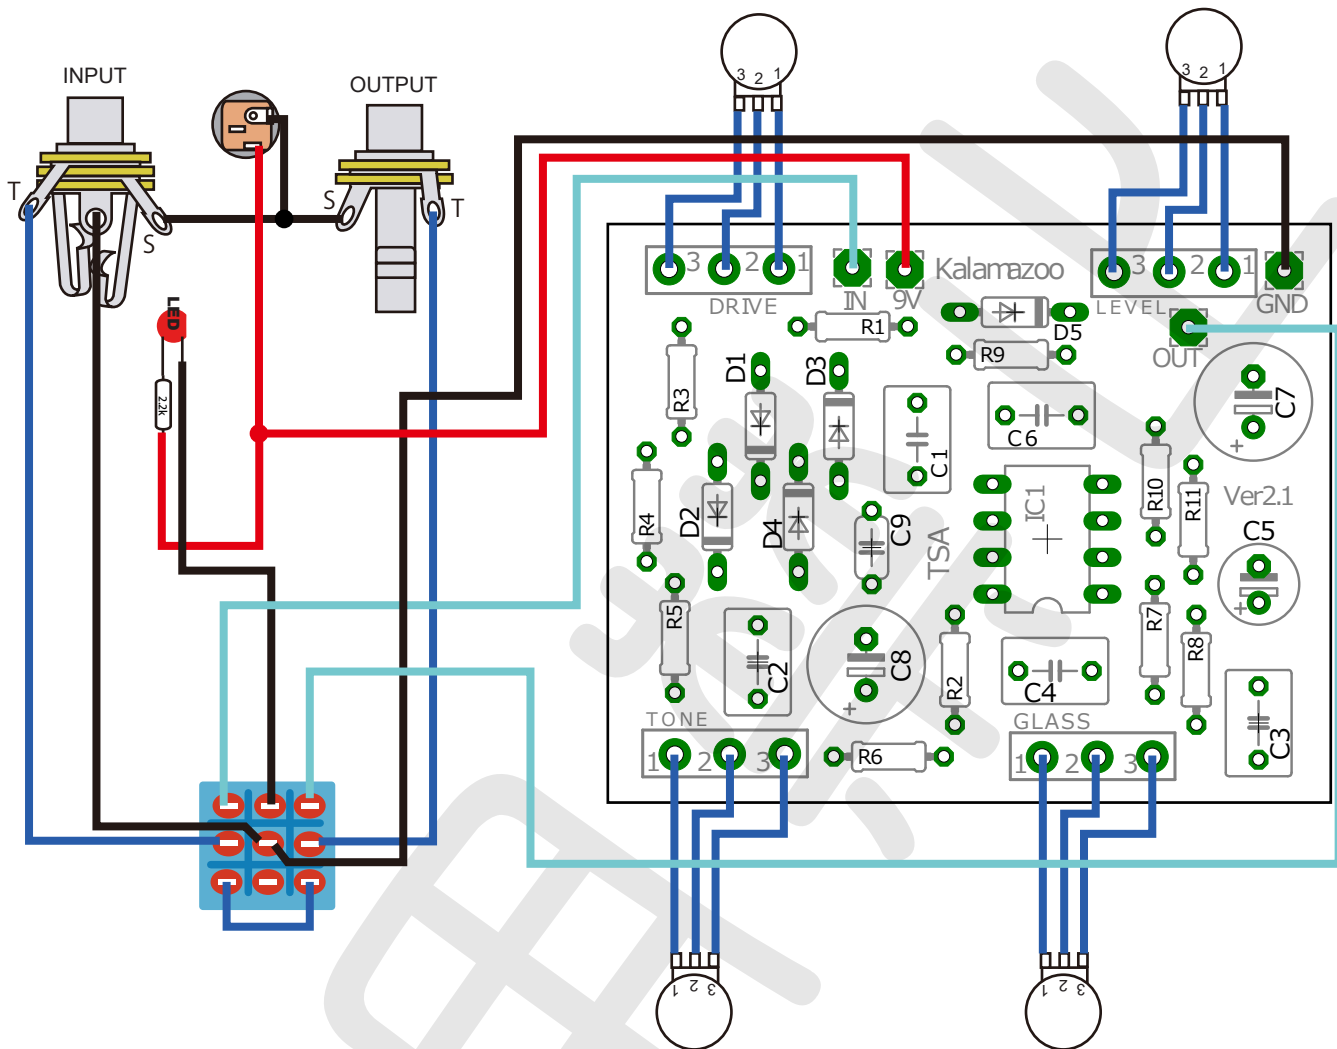 INPUT
OUTPUT
T
S
S
T
LED
2.2k
3 2 1
3 2 1
3 2 1
DRIVE
IN
9V
Kalamazoo
3 2 1
LEVEL
GND
OUT
R1
D5
R9
D1
D3
R3
C1
C6
C7
+
R4
D2
D4
C9
TSA
IC1
R10
R11
Ver2.1
C5
+
R5
C2
C8
+
R2
C4
R7
R8
C3
TONE
1 2 3
R6
GLASS
1 2 3
1 2 3
1 2 3